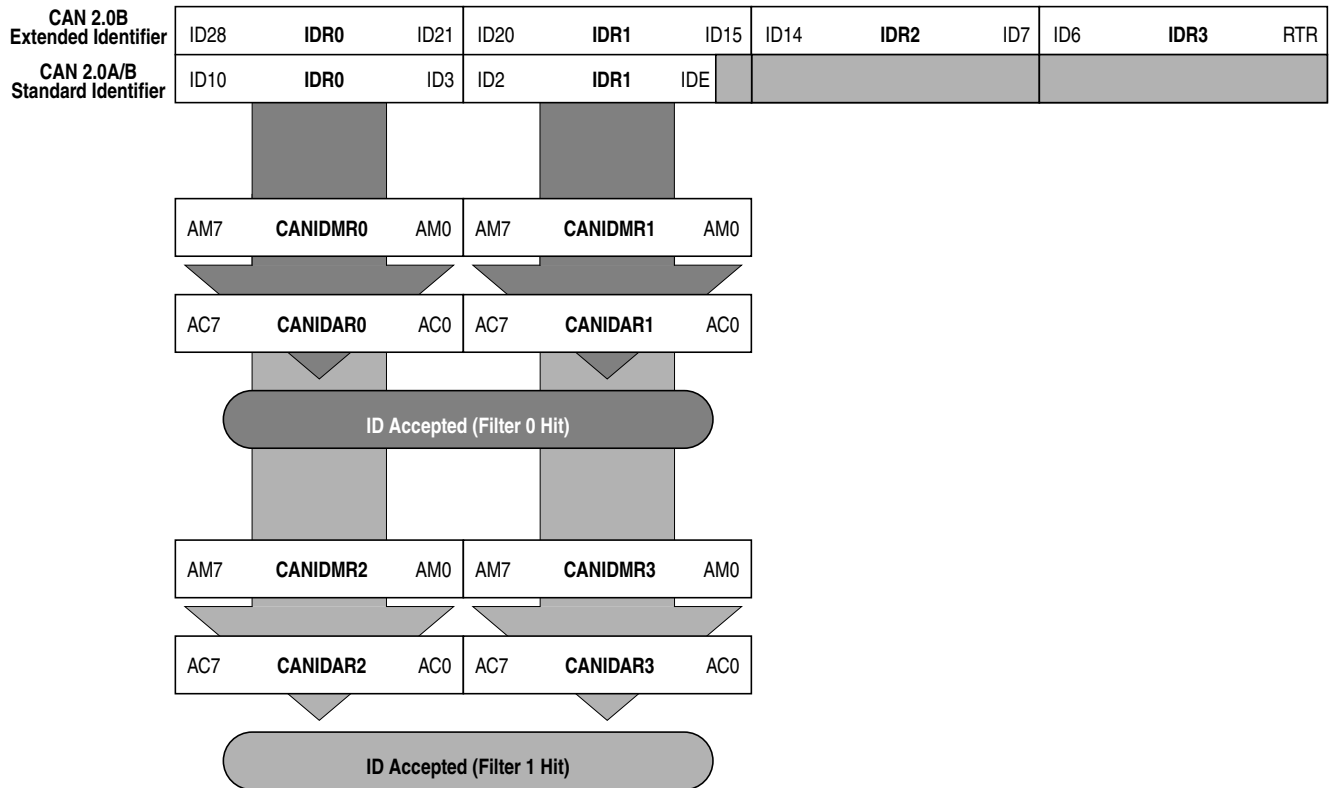 CAN 2.0B
Extended Identifier
ID28 IDR0 ID21 ID20 IDR1 ID15 ID14 IDR2 ID7 ID6 IDR3 RTR
CAN 2.0A/B
Standard Identifier
ID10 IDR0 ID3 ID2 IDR1 IDE
AM7 CANIDMR0 AM0 AM7 CANIDMR1 AM0
AC7 CANIDAR0 AC0 AC7 CANIDAR1 AC0
ID Accepted (Filter 0 Hit)
AM7 CANIDMR2 AM0 AM7 CANIDMR3 AM0
AC7 CANIDAR2 AC0 AC7 CANIDAR3 AC0
ID Accepted (Filter 1 Hit)